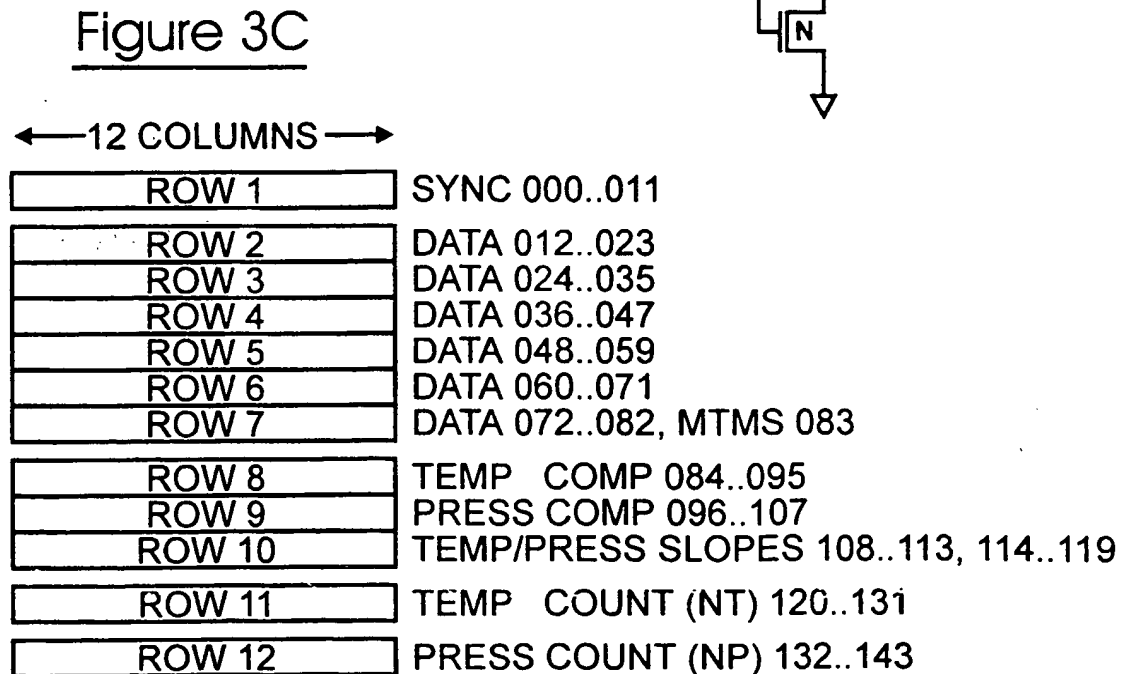 Figure 3C
N
12 COLUMNS
ROW 1 SYNC 000..011
ROW 2 DATA 012..023
ROW 3 DATA 024..035
ROW 4 DATA 036..047
ROW 5 DATA 048..059
ROW 6 DATA 060..071
ROW 7 DATA 072..082, MTMS 083
ROW 8 TEMP COMP 084..095
ROW 9 PRESS COMP 096..107
ROW 10 TEMP/PRESS SLOPES 108..113, 114..119
ROW 11 TEMP COUNT (NT) 120..131
ROW 12 PRESS COUNT (NP) 132..143